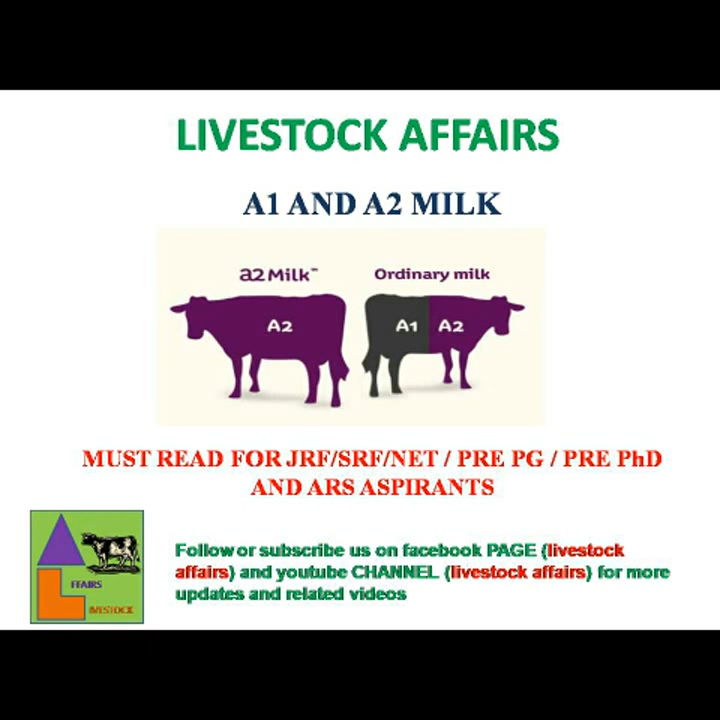 LIVESTOCK AFFAIRS
A1 AND A2 MILK
a2 Milk™
Ordinary milk
A2
A1
A2
MUST READ FOR JRF/SRF/NET / PRE PG / PRE PhD
AND ARS ASPIRANTS
FFAIRS
IVESTOCK
Follow or subscribe us on facebook PAGE (livestock
affairs) and youtube CHANNEL (livestock affairs) for more
updates and related videos